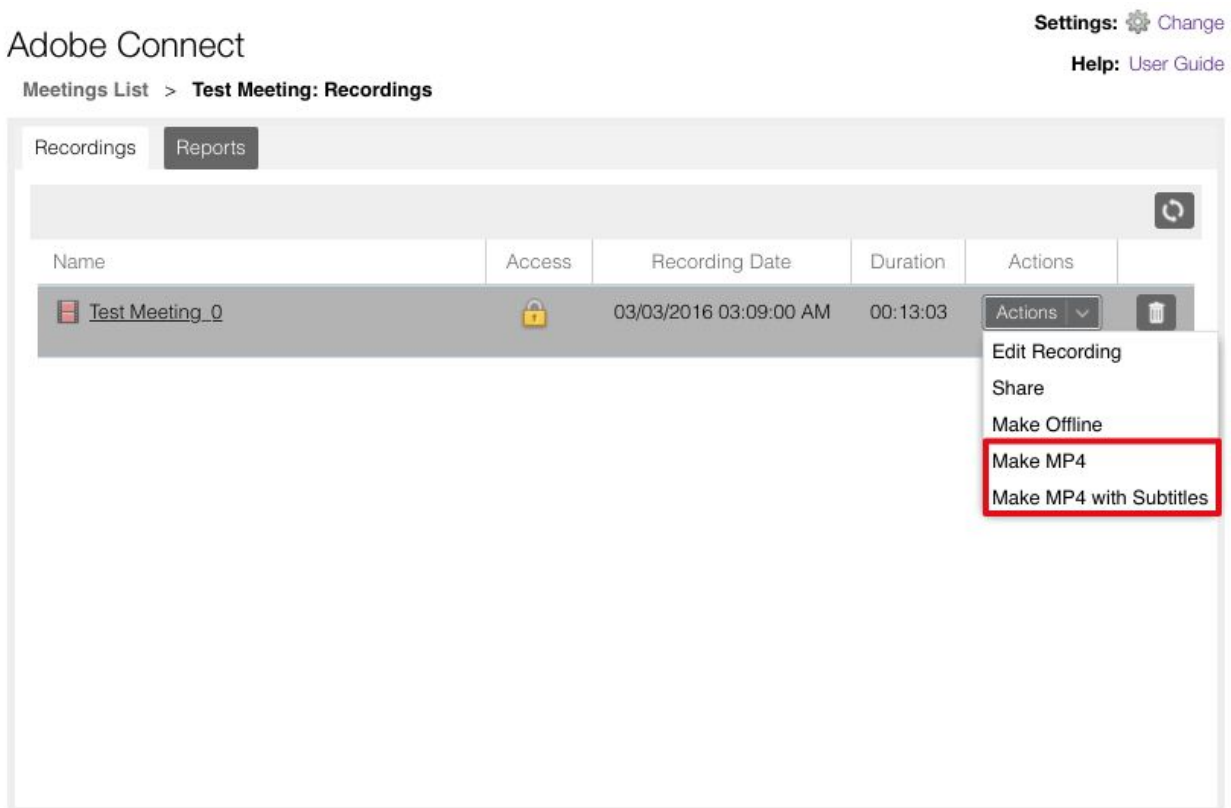 Settings: Change
Adobe Connect
Help: User Guide
Meetings List > Test Meeting: Recordings
Recordings Reports
Name Access Recording Date Duration Actions
Test Meeting_0 03/03/2016 03:09:00 AM 00:13:03 Actions
Edit Recording
Share
Make Offline
Make MP4
Make MP4 with Subtitles